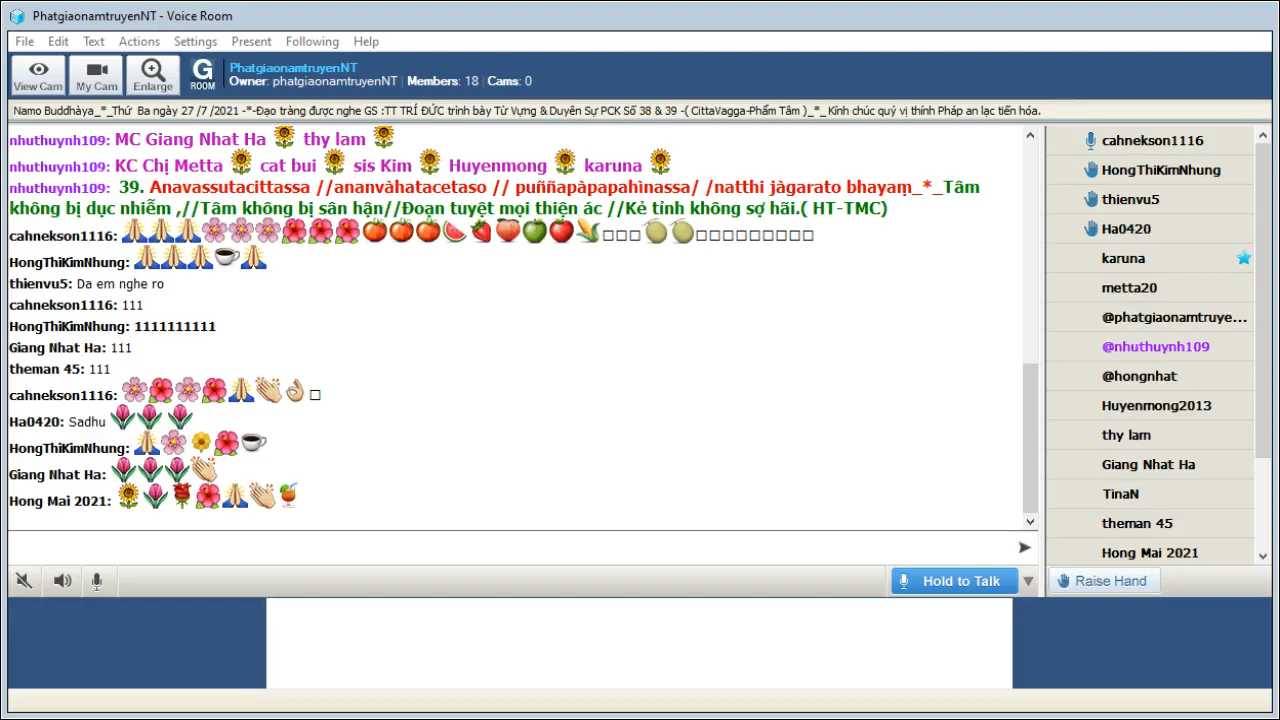 PhatgiaonamtruyenNT - Voice Room
File Edit Text Actions Settings Present Following Help
View Cam My Cam Enlarge G ROOM
PhatgiaonamtruyenNT
Owner: phatgiaonamtruyenNT Members: 18 Cams: 0
Namo Buddhàya_*_Thứ Ba ngày 27 /7 /2021 -*-Đạo tràng được nghe GS :TT TRÍ ĐỨC trình bày Từ Vựng & Duyên Sự PCK Số 38 & 39 -( CittaVagga-Phẩm Tâm )_*_ Kính chúc quý vị thính Pháp an lạc tiến hóa.
nhuthuynh109: MC Giang Nhat Ha 🌻 thy lam 🌻
nhuthuynh109: KC Chị Metta 🌻 cat bui 🌻 sis Kim 🌻 Huyenmong 🌻 karuna 🌻
nhuthuynh109: 39. Anavassutacittassa //ananvàhatacetaso // puññapàpapahìnassa/ /natthi jàgarato bhayaṃ_*_Tâm
không bị dục nhiễm ,//Tâm không bị sân hận//Đoạn tuyệt mọi thiện ác //Kẻ tỉnh không sợ hãi.( HT-TMC)
cahnekson1116: 🙏🙏🙏🌸🌸🌸🌺🌺🌺🍅🍅🍅🍉🍓🍑🍏🍎🌽□□□🍈🍈□□□□□□□□□
HongThiKimNhung: 🙏🙏🙏☕🙏
thienvu5: Da em nghe ro
cahnekson1116: 111
HongThiKimNhung: 1111111111
Giang Nhat Ha: 111
theman 45: 111
cahnekson1116: 🌸🌺🌸🌺🙏👏👌□
Ha0420: Sadhu 🌷🌷🌷
HongThiKimNhung: 🙏🌸🌼🌺☕
Giang Nhat Ha: 🌷🌷🌷👏
Hong Mai 2021: 🌻🌷🌹🌺🙏👏🍹
Hold to Talk
cahnekson1116
HongThiKimNhung
thienvu5
Ha0420
karuna
metta20
@phatgiaonamtruye...
@nhuthuynh109
@hongnhat
Huyenmong2013
thy lam
Giang Nhat Ha
TinaN
theman 45
Hong Mai 2021
Raise Hand